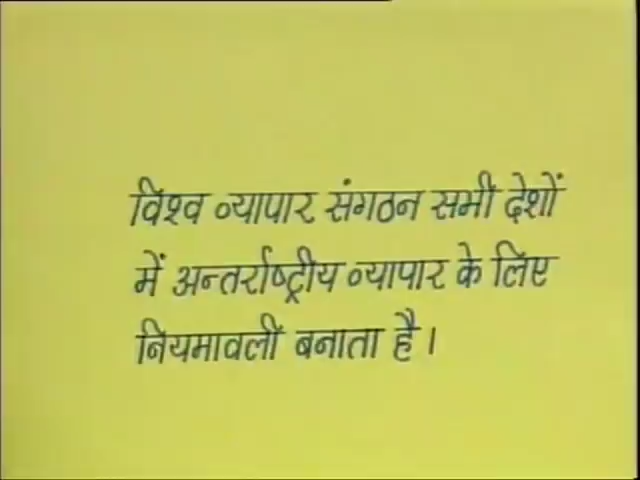 विश्व व्यापार संगठन सभी देशों
में अन्तर्राष्ट्रीय व्यापार के लिए
नियमावली बनाता है।